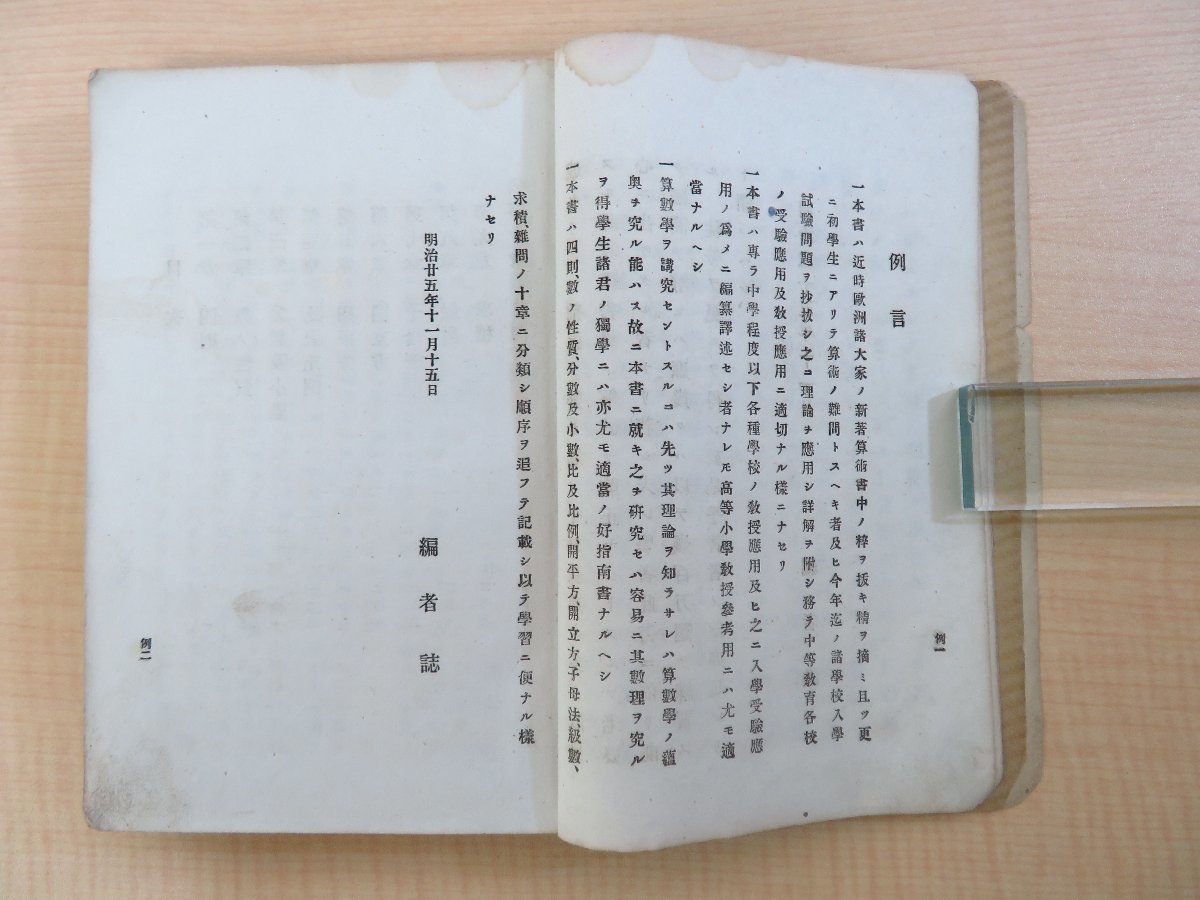 例言
一本書ハ近時歐洲諸大家ノ新著算術書中ノ粹ヲ拔キ精ヲ摘ミ且ツ更
ニ初學生ニアリテ算術ノ難問トスヘキ者及ヒ今年迄ノ諸學校入學
試驗問題ヲ抄拔シ之ニ理論ヲ應用シ詳解ヲ附シ務テ中等敎育各校
ノ受驗應用及敎授應用ニ適切ナル樣ニナセリ
一本書ハ專ラ中學程度以下各種學校ノ敎授應用及ヒ之ニ入學受驗應
用ノ爲メニ編纂譯述セシ者ナレモ高等小學敎授參考用ニハ尤モ適
當ナルヘシ
一算數學ヲ講究セントスルニハ先ツ其理論ヲ知ラサレハ算數學ノ蘊
奧ヲ究ル能ハス故ニ本書ニ就キ之ヲ硏究セハ容易ニ其數理ヲ究ル
ヲ得學生諸君ノ獨學ニハ亦尤モ適當ノ好指南書ナルヘシ
一本書ハ四則、數ノ性質、分數及小數、比及比例、開平方、開立方、子母法、級數、
例一
求積、雜問ノ十章ニ分類シ順序ヲ追フテ記載シ以テ學習ニ便ナル樣
ナセリ
明治廿五年十一月十五日
編者誌
例二